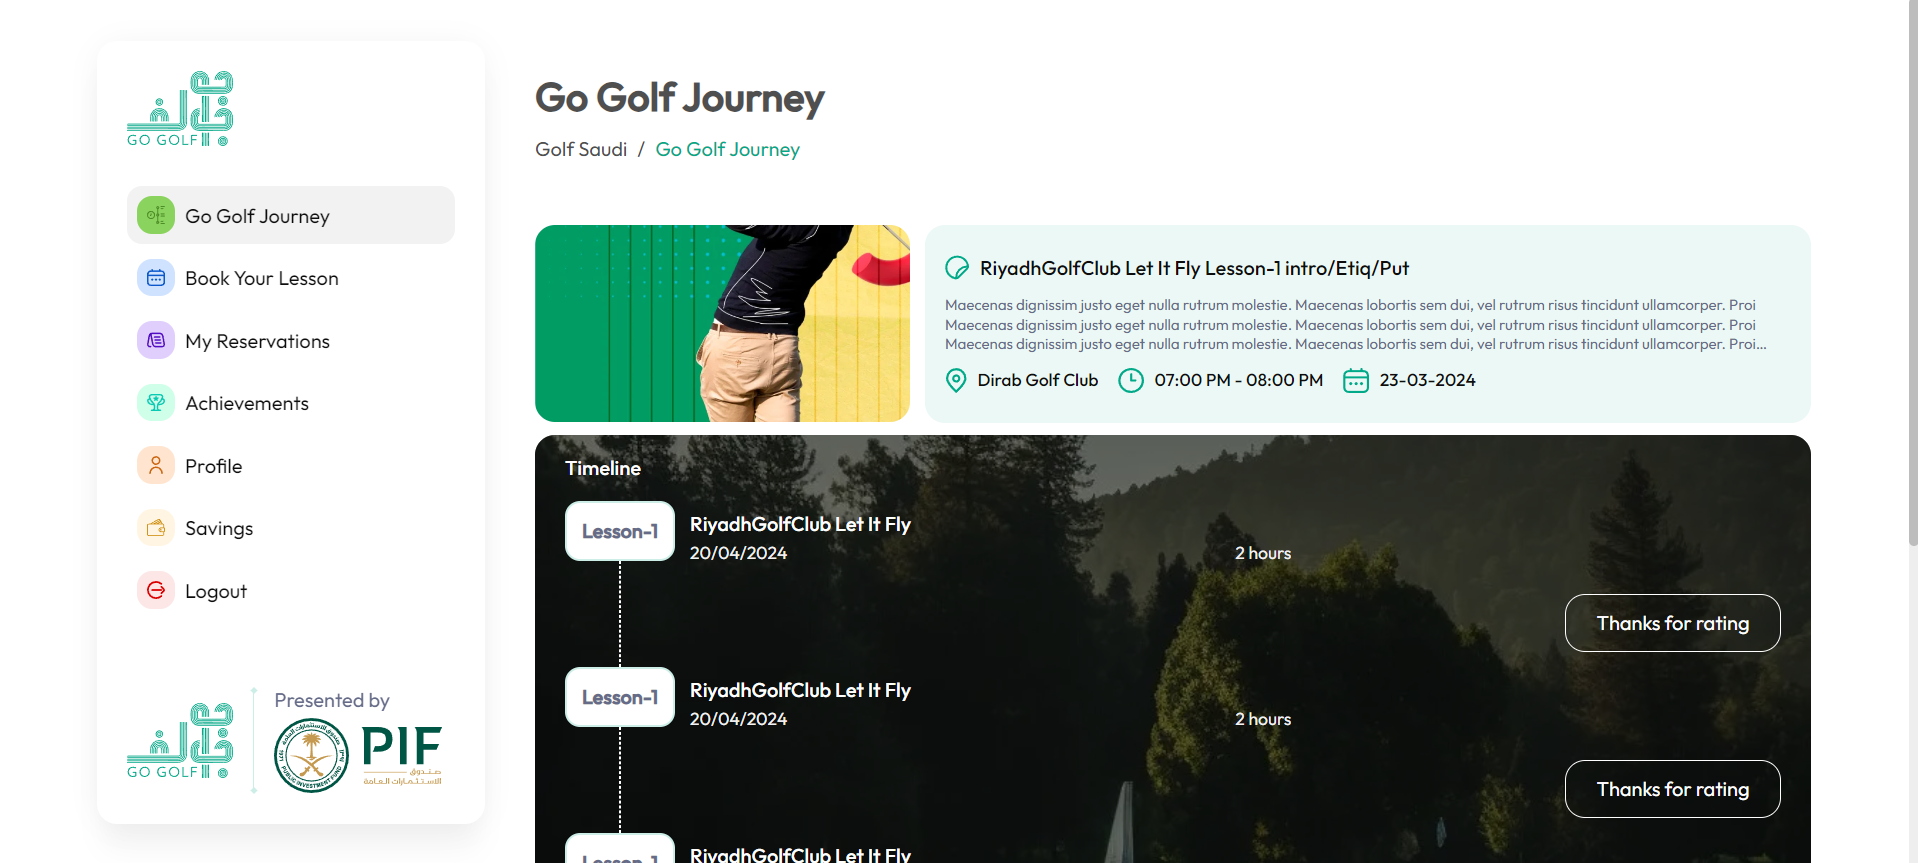 GO GOLF
Go Golf Journey
Book Your Lesson
My Reservations
Achievements
Profile
Savings
Logout
Presented by
GO GOLF
PUBLIC INVESTMENT FUND
PIF
صندوق
الاستثمارات العامة
Go Golf Journey
Golf Saudi / Go Golf Journey
RiyadhGolfClub Let It Fly Lesson-1 intro/Etiq/Put
Maecenas dignissim justo eget nulla rutrum molestie. Maecenas lobortis sem dui, vel rutrum risus tincidunt ullamcorper. Proi
Maecenas dignissim justo eget nulla rutrum molestie. Maecenas lobortis sem dui, vel rutrum risus tincidunt ullamcorper. Proi
Maecenas dignissim justo eget nulla rutrum molestie. Maecenas lobortis sem dui, vel rutrum risus tincidunt ullamcorper. Proi...
Dirab Golf Club 07:00 PM - 08:00 PM 23-03-2024
Timeline
Lesson-1 RiyadhGolfClub Let It Fly
20/04/2024 2 hours
Thanks for rating
Lesson-1 RiyadhGolfClub Let It Fly
20/04/2024 2 hours
Thanks for rating
Lesson-1 RiyadhGolfClub Let It Fly